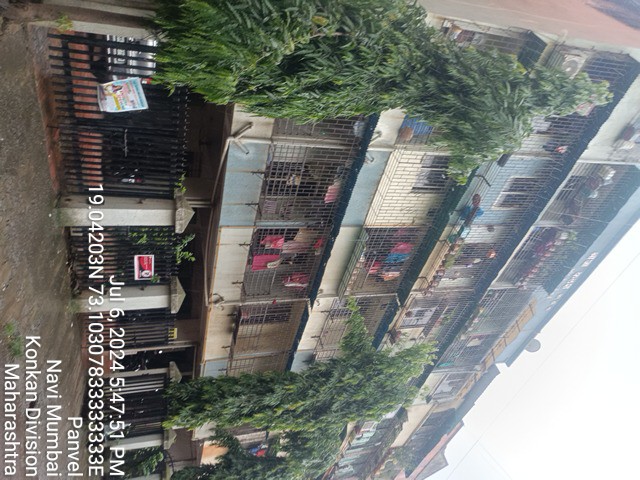 Jul 6, 2024 5:47:51 PM
19.04203N 73.10307833333333E
Panvel
Navi Mumbai
Konkan Division
Maharashtra